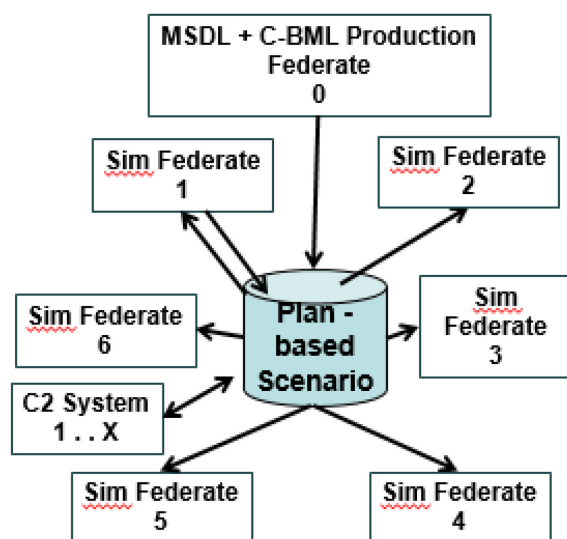 MSDL + C-BML Production
Federate
0
Sim Federate
1
Sim Federate
2
Plan -
based
Scenario
Sim
Federate
3
Sim Federate
6
C2 System
1 . . X
Sim Federate
5
Sim Federate
4